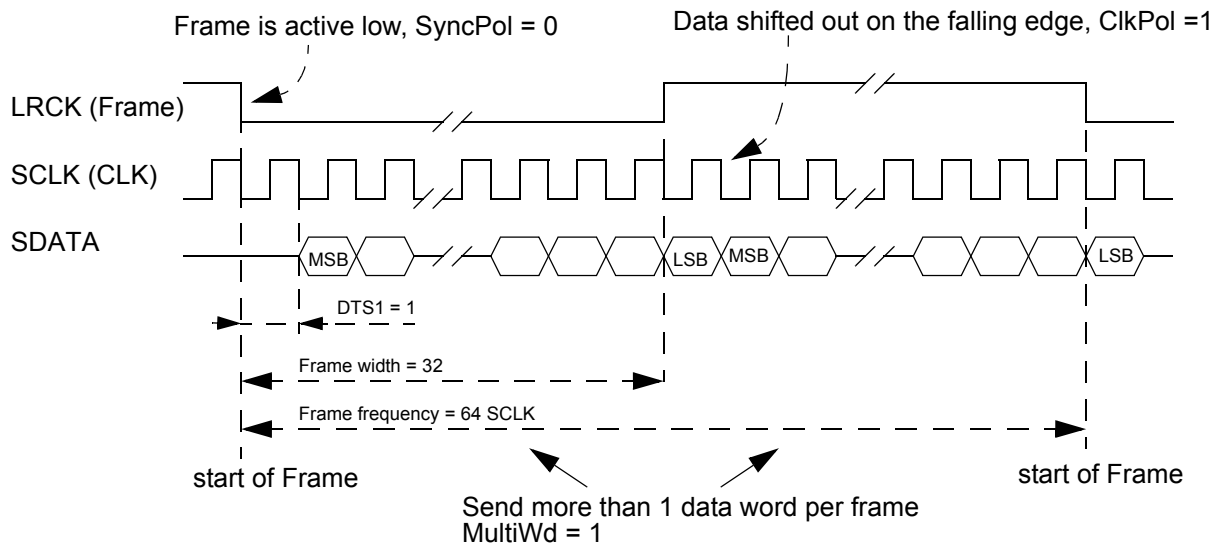 Frame is active low, SyncPol = 0
Data shifted out on the falling edge, ClkPol =1
LRCK (Frame)
SCLK (CLK)
SDATA
MSB
LSB
MSB
LSB
DTS1 = 1
Frame width = 32
Frame frequency = 64 SCLK
start of Frame
start of Frame
Send more than 1 data word per frame
MultiWd = 1